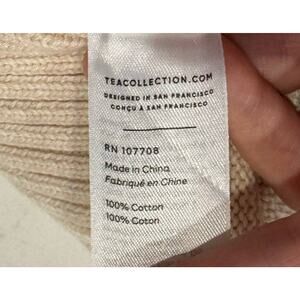 TEACOLLECTION.COM
DESIGNED IN SAN FRANCISCO
CONÇU À SAN FRANCISCO
RN 107708
Made in China
Fabriqué en Chine
100% Cotton
100% Coton